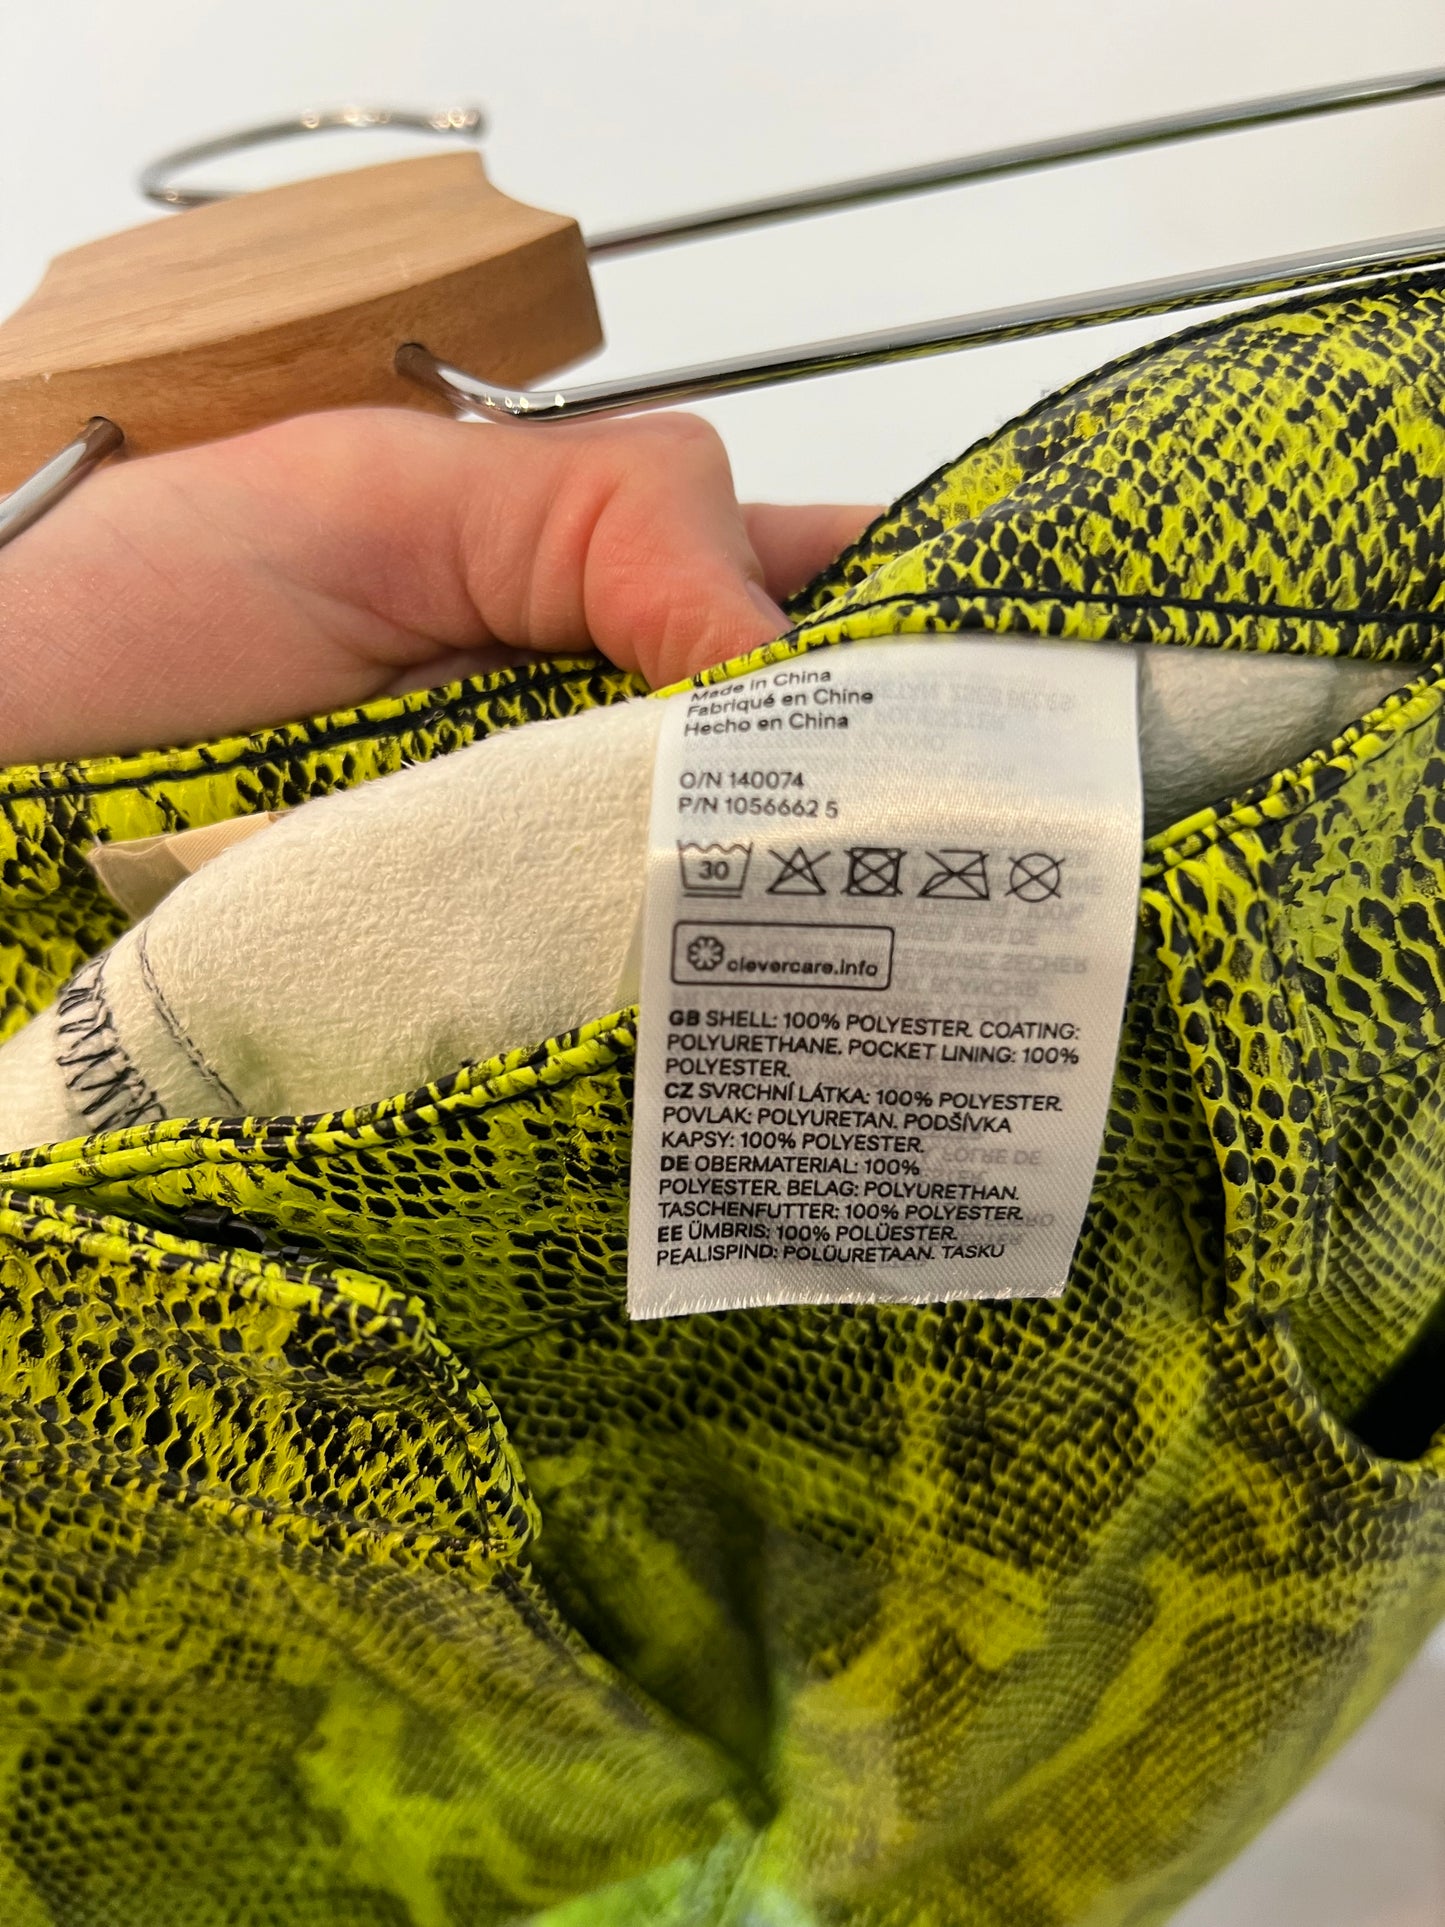 Made in China
Fabriqué en Chine
Hecho en China
O/N 140074
P/N 1056662 5
30
clevercare.info
GB SHELL: 100% POLYESTER. COATING:
POLYURETHANE. POCKET LINING: 100%
POLYESTER.
CZ SVRCHNÍ LÁTKA: 100% POLYESTER.
POVLAK: POLYURETAN. PODŠÍVKA
KAPSY: 100% POLYESTER.
DE OBERMATERIAL: 100%
POLYESTER. BELAG: POLYURETHAN.
TASCHENFUTTER: 100% POLYESTER.
EE ÜMBRIS: 100% POLÜESTER.
PEALISPIND: POLÜURETAAN. TASKU